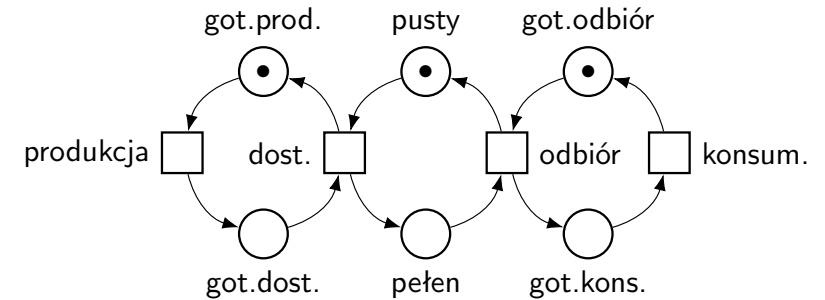 got.prod. pusty got.odbiór
produkcja dost. odbiór konsum.
got.dost. pełen got.kons.